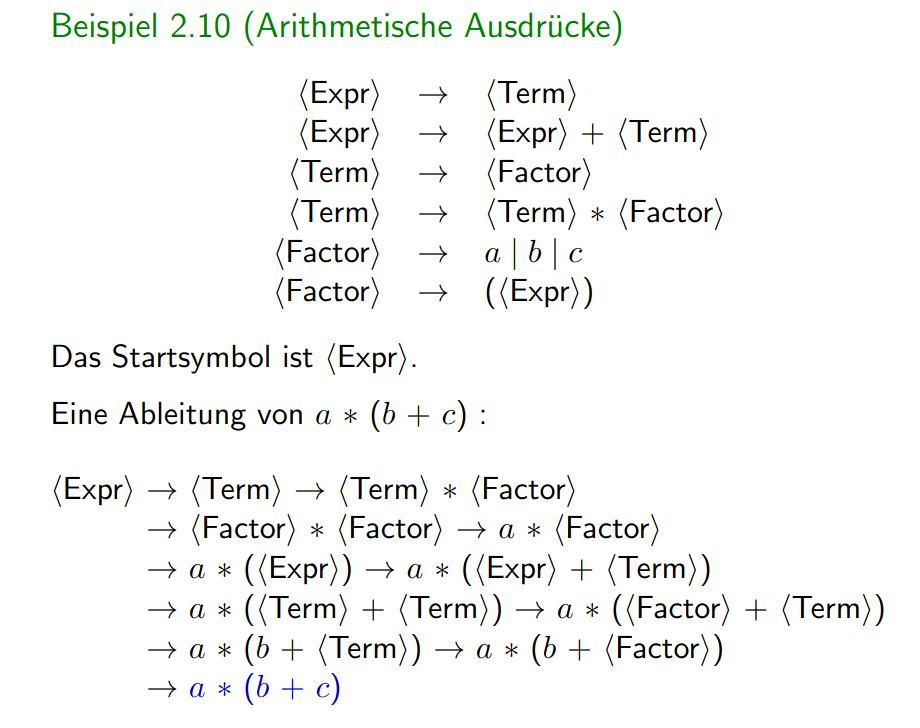 Beispiel 2.10 (Arithmetische Ausdrücke)
⟨Expr⟩ → ⟨Term⟩
⟨Expr⟩ → ⟨Expr⟩ + ⟨Term⟩
⟨Term⟩ → ⟨Factor⟩
⟨Term⟩ → ⟨Term⟩ ∗ ⟨Factor⟩
⟨Factor⟩ → a | b | c
⟨Factor⟩ → (⟨Expr⟩)
Das Startsymbol ist ⟨Expr⟩.
Eine Ableitung von a ∗ (b + c) :
⟨Expr⟩ → ⟨Term⟩ → ⟨Term⟩ ∗ ⟨Factor⟩
→ ⟨Factor⟩ ∗ ⟨Factor⟩ → a ∗ ⟨Factor⟩
→ a ∗ (⟨Expr⟩) → a ∗ (⟨Expr⟩ + ⟨Term⟩)
→ a ∗ (⟨Term⟩ + ⟨Term⟩) → a ∗ (⟨Factor⟩ + ⟨Term⟩)
→ a ∗ (b + ⟨Term⟩) → a ∗ (b + ⟨Factor⟩)
→ a ∗ (b + c)